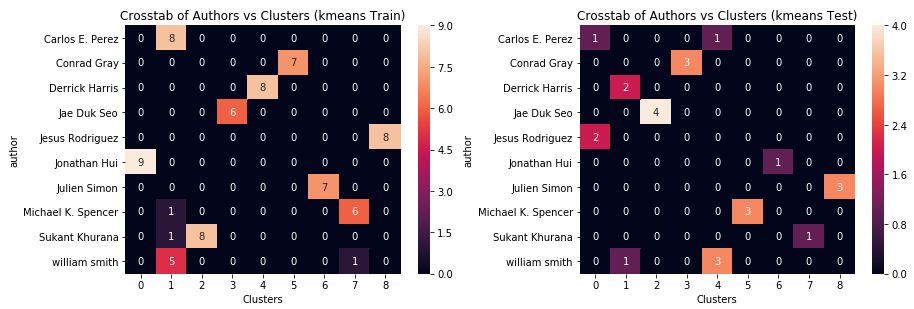 Crosstab of Authors vs Clusters (kmeans Train)
author
Carlos E. Perez 0 8 0 0 0 0 0 0 0
Conrad Gray 0 0 0 0 0 7 0 0 0
Derrick Harris 0 0 0 0 8 0 0 0 0
Jae Duk Seo 0 0 0 6 0 0 0 0 0
Jesus Rodriguez 0 0 0 0 0 0 0 0 8
Jonathan Hui 9 0 0 0 0 0 0 0 0
Julien Simon 0 0 0 0 0 0 7 0 0
Michael K. Spencer 0 1 0 0 0 0 0 6 0
Sukant Khurana 0 1 8 0 0 0 0 0 0
william smith 0 5 0 0 0 0 0 1 0
0 1 2 3 4 5 6 7 8
Clusters
9.0
7.5
6.0
4.5
3.0
1.5
0.0
Crosstab of Authors vs Clusters (kmeans Test)
author
Carlos E. Perez 1 0 0 0 1 0 0 0 0
Conrad Gray 0 0 0 3 0 0 0 0 0
Derrick Harris 0 2 0 0 0 0 0 0 0
Jae Duk Seo 0 0 4 0 0 0 0 0 0
Jesus Rodriguez 2 0 0 0 0 0 0 0 0
Jonathan Hui 0 0 0 0 0 0 1 0 0
Julien Simon 0 0 0 0 0 0 0 0 3
Michael K. Spencer 0 0 0 0 0 3 0 0 0
Sukant Khurana 0 0 0 0 0 0 0 1 0
william smith 0 1 0 0 3 0 0 0 0
0 1 2 3 4 5 6 7 8
Clusters
4.0
3.2
2.4
1.6
0.8
0.0